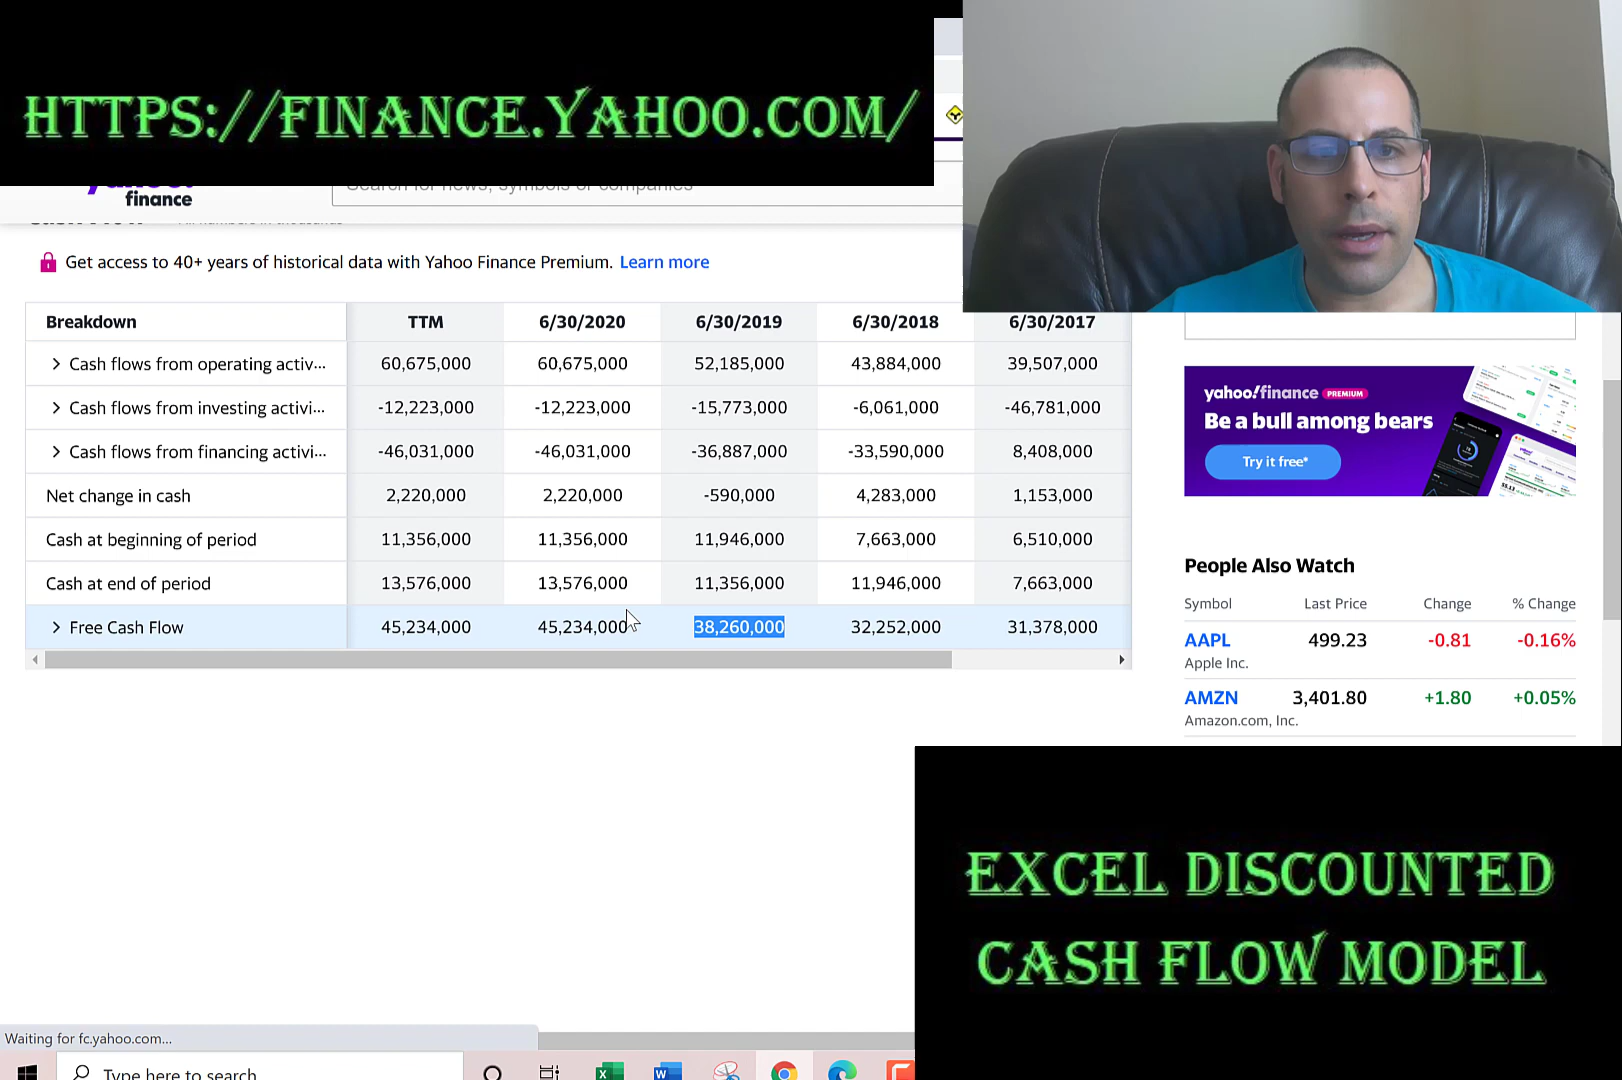 HTTPS://FINANCE.YAHOO.COM/
finance
Get access to 40+ years of historical data with Yahoo Finance Premium. Learn more
Breakdown TTM 6/30/2020 6/30/2019 6/30/2018 6/30/2017
Cash flows from operating activ... 60,675,000 60,675,000 52,185,000 43,884,000 39,507,000
Cash flows from investing activi... -12,223,000 -12,223,000 -15,773,000 -6,061,000 -46,781,000
Cash flows from financing activi... -46,031,000 -46,031,000 -36,887,000 -33,590,000 8,408,000
Net change in cash 2,220,000 2,220,000 -590,000 4,283,000 1,153,000
Cash at beginning of period 11,356,000 11,356,000 11,946,000 7,663,000 6,510,000
Cash at end of period 13,576,000 13,576,000 11,356,000 11,946,000 7,663,000
Free Cash Flow 45,234,000 45,234,000 38,260,000 32,252,000 31,378,000
yahoo!finance PREMIUM
Be a bull among bears
Try it free*
People Also Watch
Symbol Last Price Change % Change
AAPL 499.23 -0.81 -0.16%
Apple Inc.
AMZN 3,401.80 +1.80 +0.05%
Amazon.com, Inc.
EXCEL DISCOUNTED
CASH FLOW MODEL
Waiting for fc.yahoo.com...
Type here to search